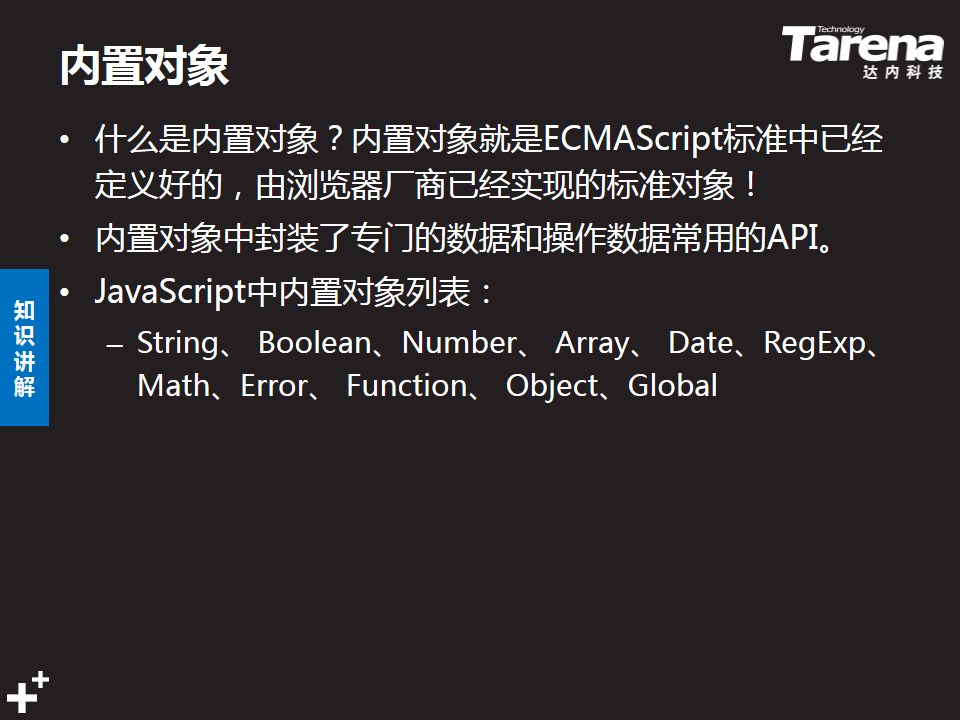 内置对象
Technology
Tarena
达内科技
• 什么是内置对象？内置对象就是ECMAScript标准中已经
定义好的，由浏览器厂商已经实现的标准对象！
• 内置对象中封装了专门的数据和操作数据常用的API。
• JavaScript中内置对象列表：
– String、 Boolean、Number、 Array、 Date、RegExp、
Math、Error、 Function、 Object、Global
知识讲解